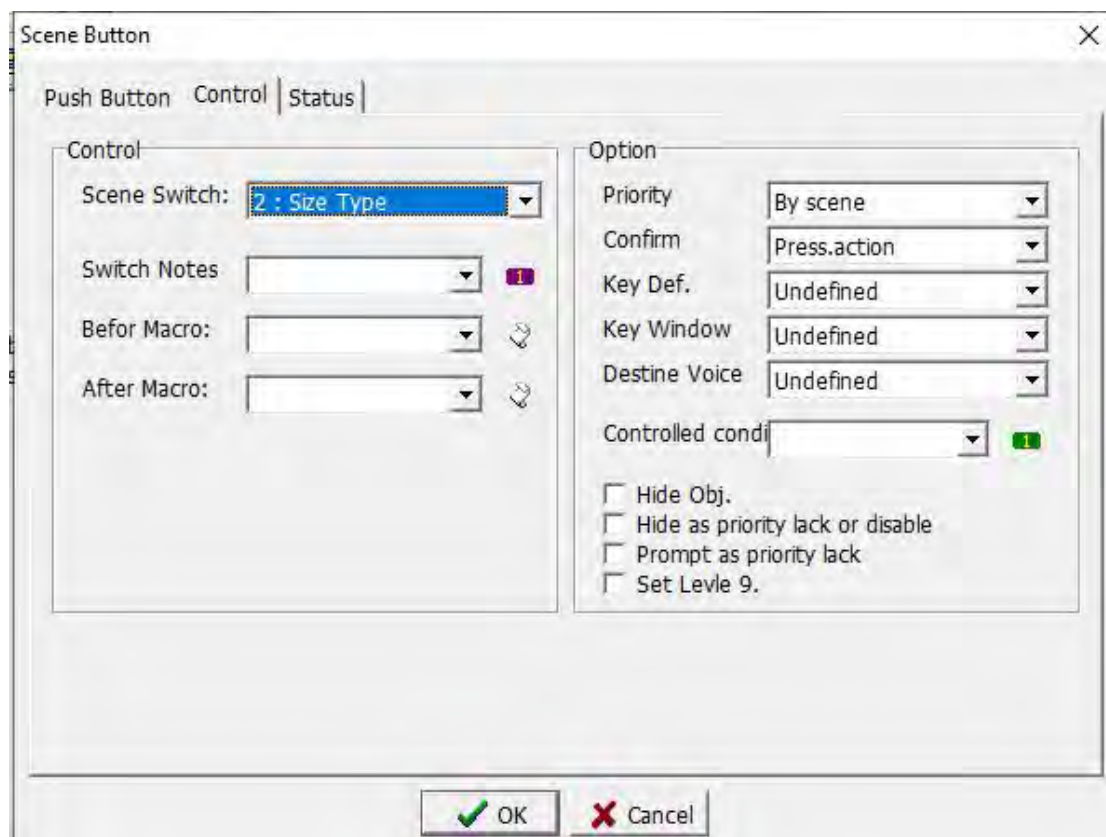 Scene Button
Push Button Control Status
Control
Scene Switch: 2 : Size Type
Switch Notes 1
Befor Macro:
After Macro:
Option
Priority By scene
Confirm Press.action
Key Def. Undefined
Key Window Undefined
Destine Voice Undefined
Controlled condi 1
Hide Obj.
Hide as priority lack or disable
Prompt as priority lack
Set Levle 9.
OK Cancel